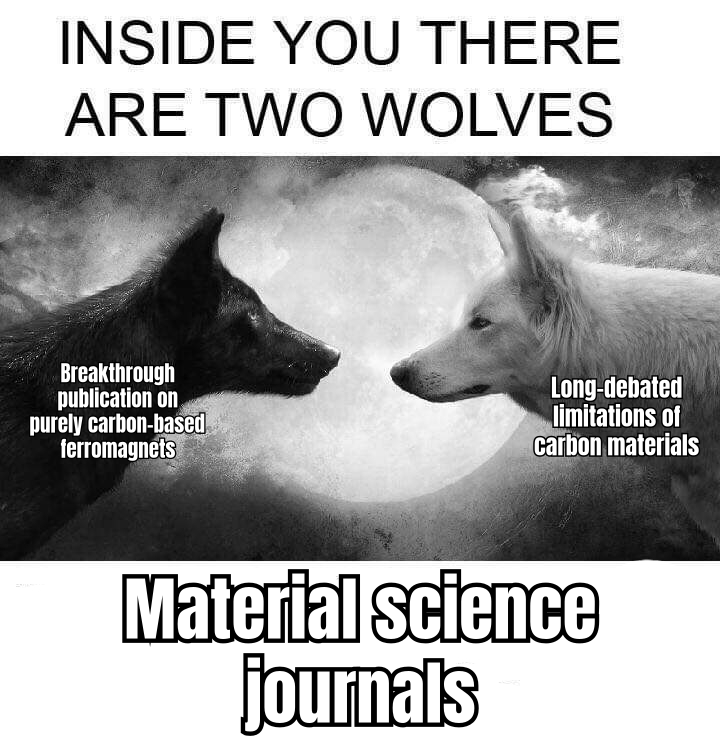 INSIDE YOU THERE
ARE TWO WOLVES
Breakthrough
publication on
purely carbon-based
ferromagnets
Long-debated
limitations of
carbon materials
Material science
journals